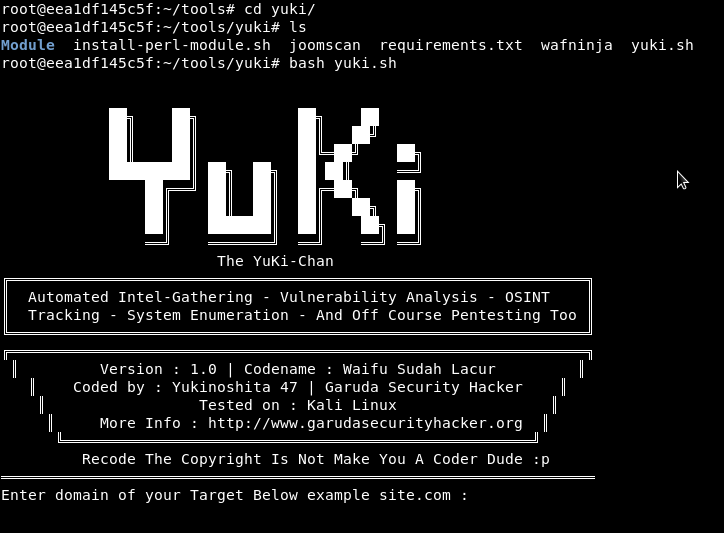 root@eea1df145c5f:~/tools# cd yuki/
root@eea1df145c5f:~/tools/yuki# ls
Module  install-perl-module.sh  joomscan  requirements.txt  wafninja  yuki.sh
root@eea1df145c5f:~/tools/yuki# bash yuki.sh
YuKi
The YuKi-Chan
Automated Intel-Gathering - Vulnerability Analysis - OSINT
Tracking - System Enumeration - And Off Course Pentesting Too
Version : 1.0 | Codename : Waifu Sudah Lacur
Coded by : Yukinoshita 47 | Garuda Security Hacker
Tested on : Kali Linux
More Info : http://www.garudasecurityhacker.org
Recode The Copyright Is Not Make You A Coder Dude :p
Enter domain of your Target Below example site.com :